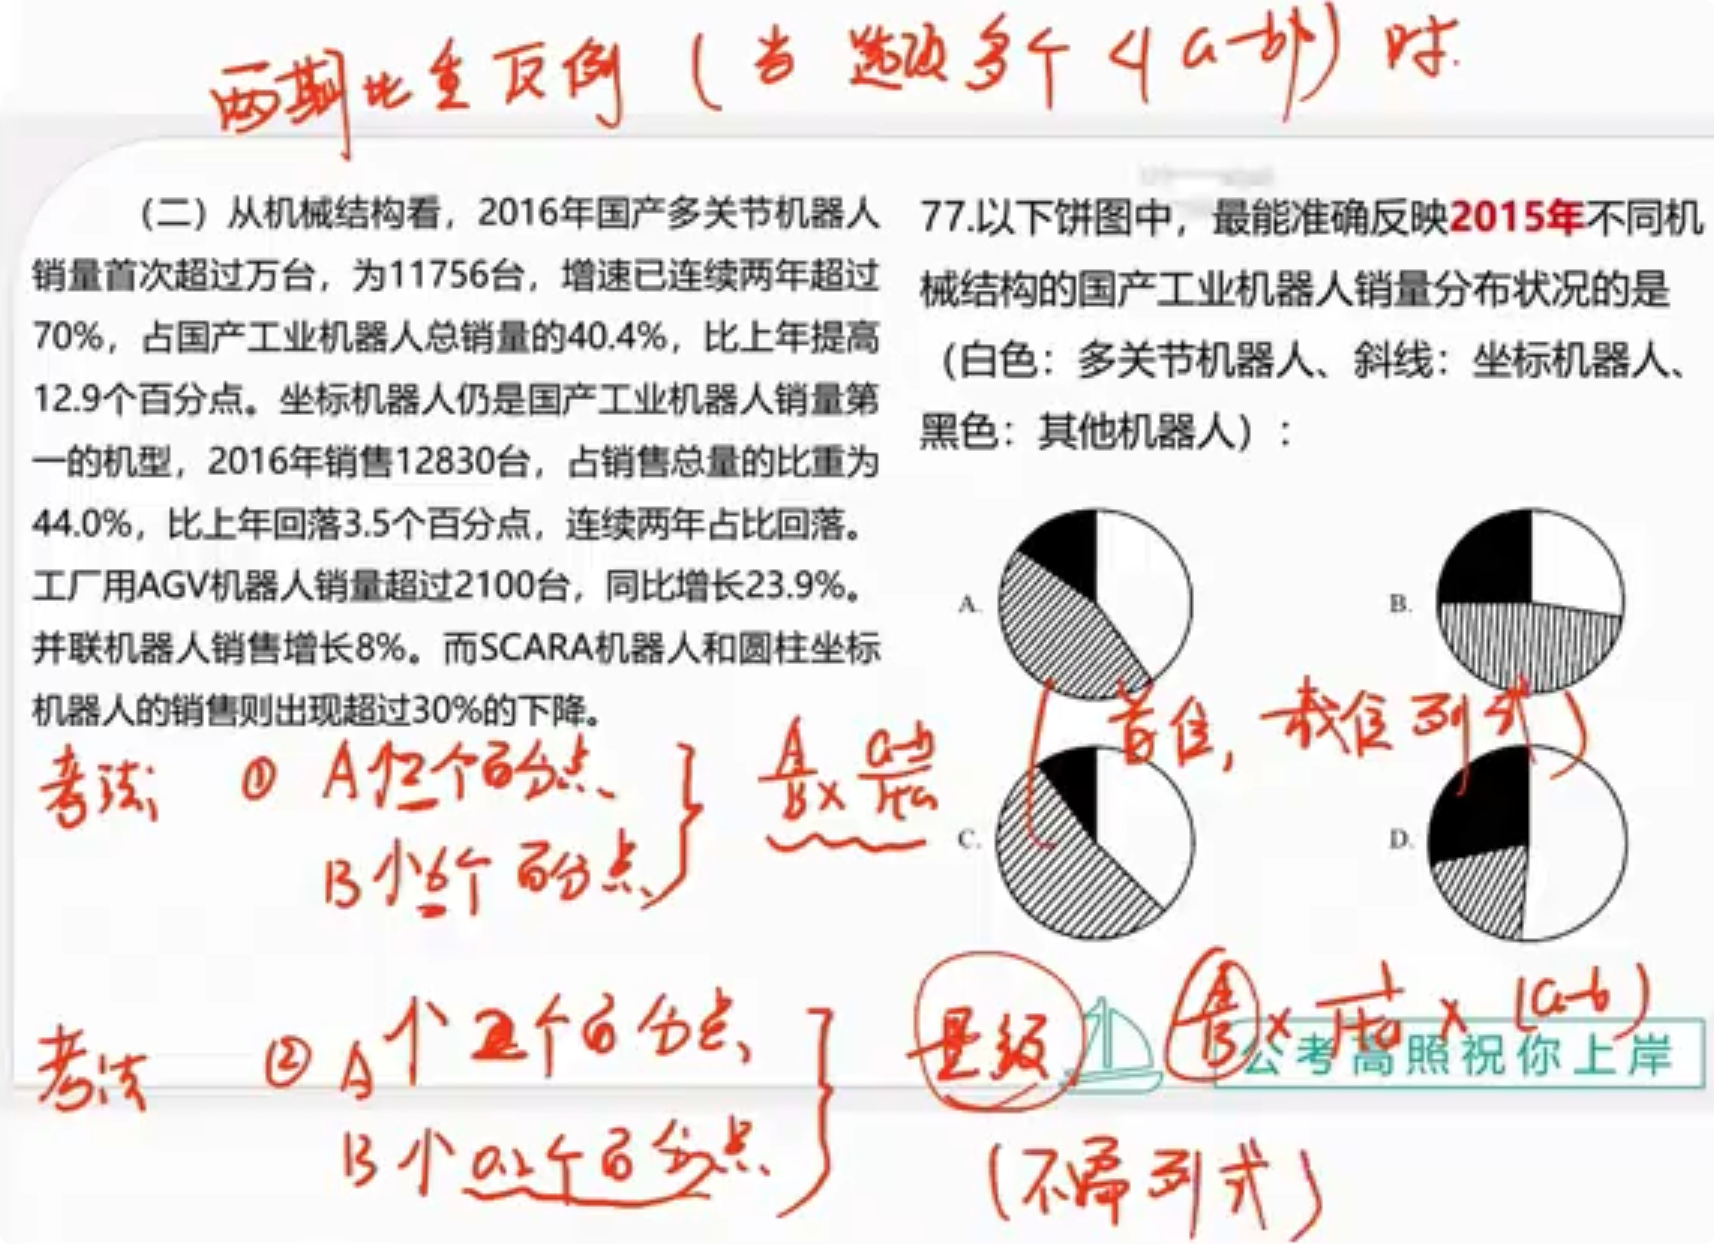 两期比重反例（当选项多个 < |a-b|）时.
（二）从机械结构看，2016年国产多关节机器人
销量首次超过万台，为11756台，增速已连续两年超过
70%，占国产工业机器人总销量的40.4%，比上年提高
12.9个百分点。坐标机器人仍是国产工业机器人销量第
一的机型，2016年销售12830台，占销售总量的比重为
44.0%，比上年回落3.5个百分点，连续两年占比回落。
工厂用AGV机器人销量超过2100台，同比增长23.9%。
并联机器人销售增长8%。而SCARA机器人和圆柱坐标
机器人的销售则出现超过30%的下降。
77.以下饼图中，最能准确反映2015年不同机
械结构的国产工业机器人销量分布状况的是
（白色：多关节机器人、斜线：坐标机器人、
黑色：其他机器人）：
A.
B.
C.
D.
首位，截位列式
考法 ① A个2个百分点、
B个6个百分点、
A/B × a-b/1+a
考法 ② A个2个百分点、
B个0.2个百分点、
量级
A/B × 1/1+a × (a-b)
（不需列式）
公考高照祝你上岸